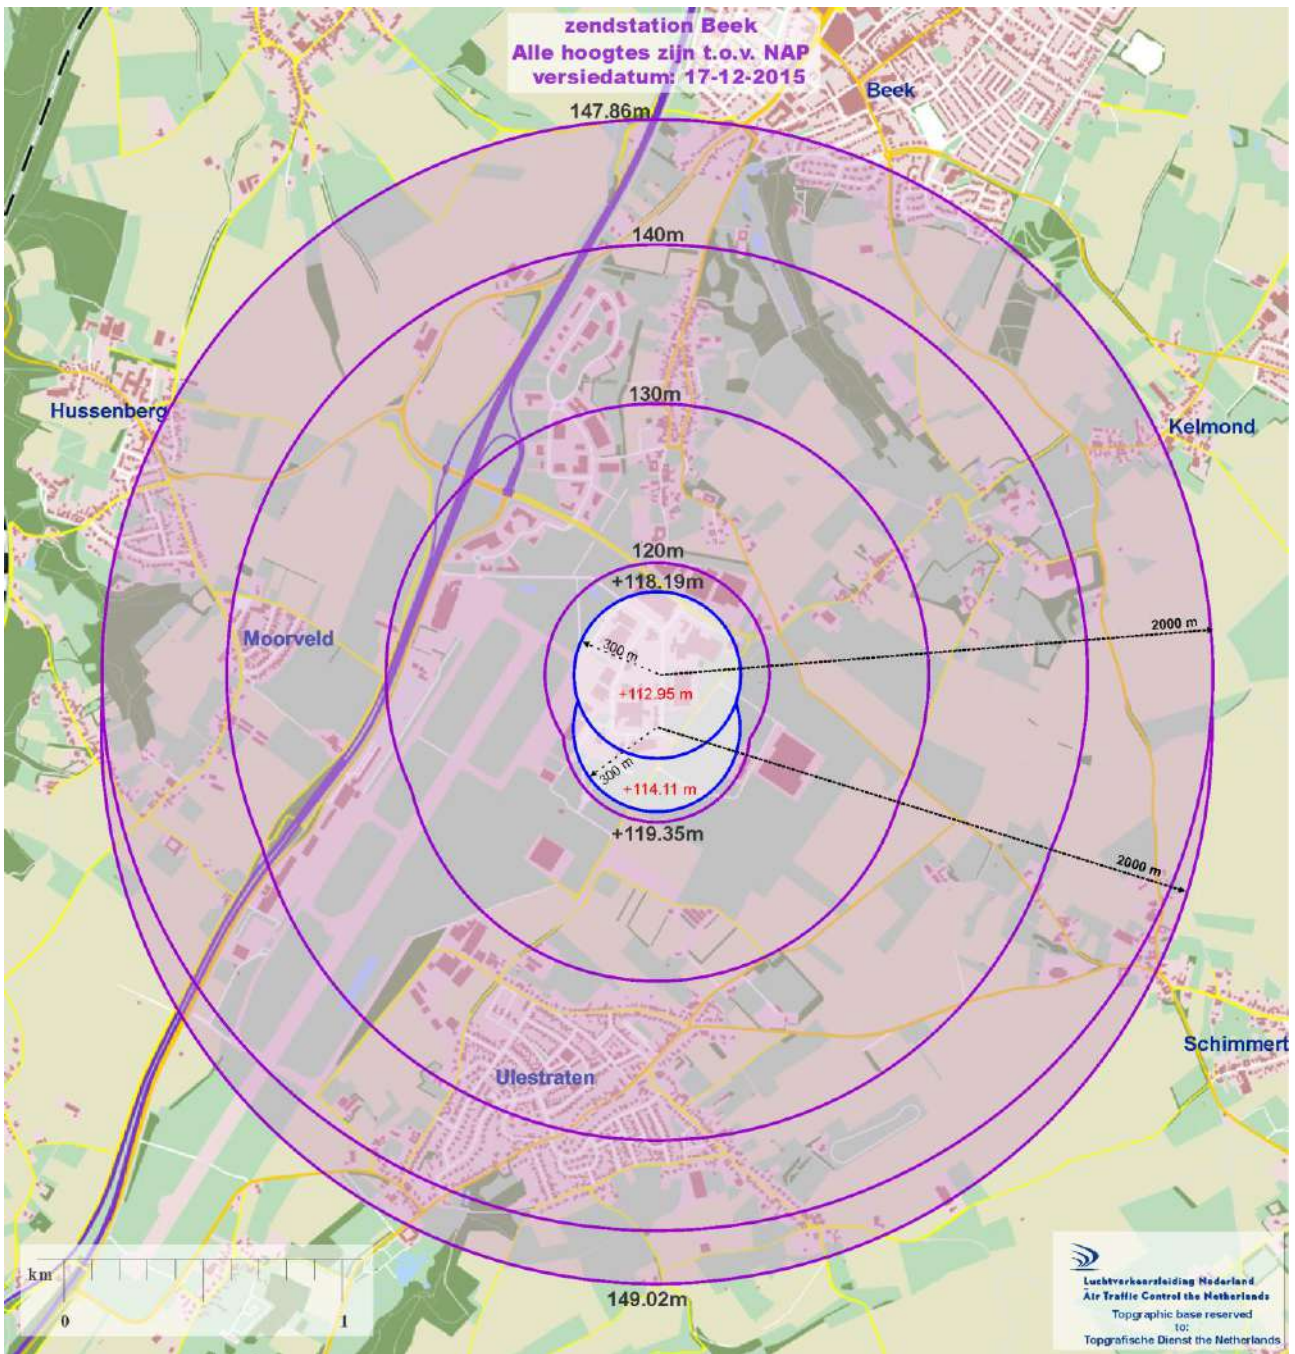 zendstation Beek
Alle hoogtes zijn t.o.v. NAP
versiedatum: 17-12-2015
Beek
147.86m
140m
130m
Hussenberg
Kelmond
120m
+118.19m
Moorveld
2000 m
300 m
+112.95 m
300 m
+114.11 m
+119.35m
2000 m
Schimmert
Ulestraten
149.02m
km
0
1
Luchtverkeersleiding Nederland
Air Traffic Control the Netherlands
Topographic base reserved
to:
Topgrafische Dienst the Netherlands